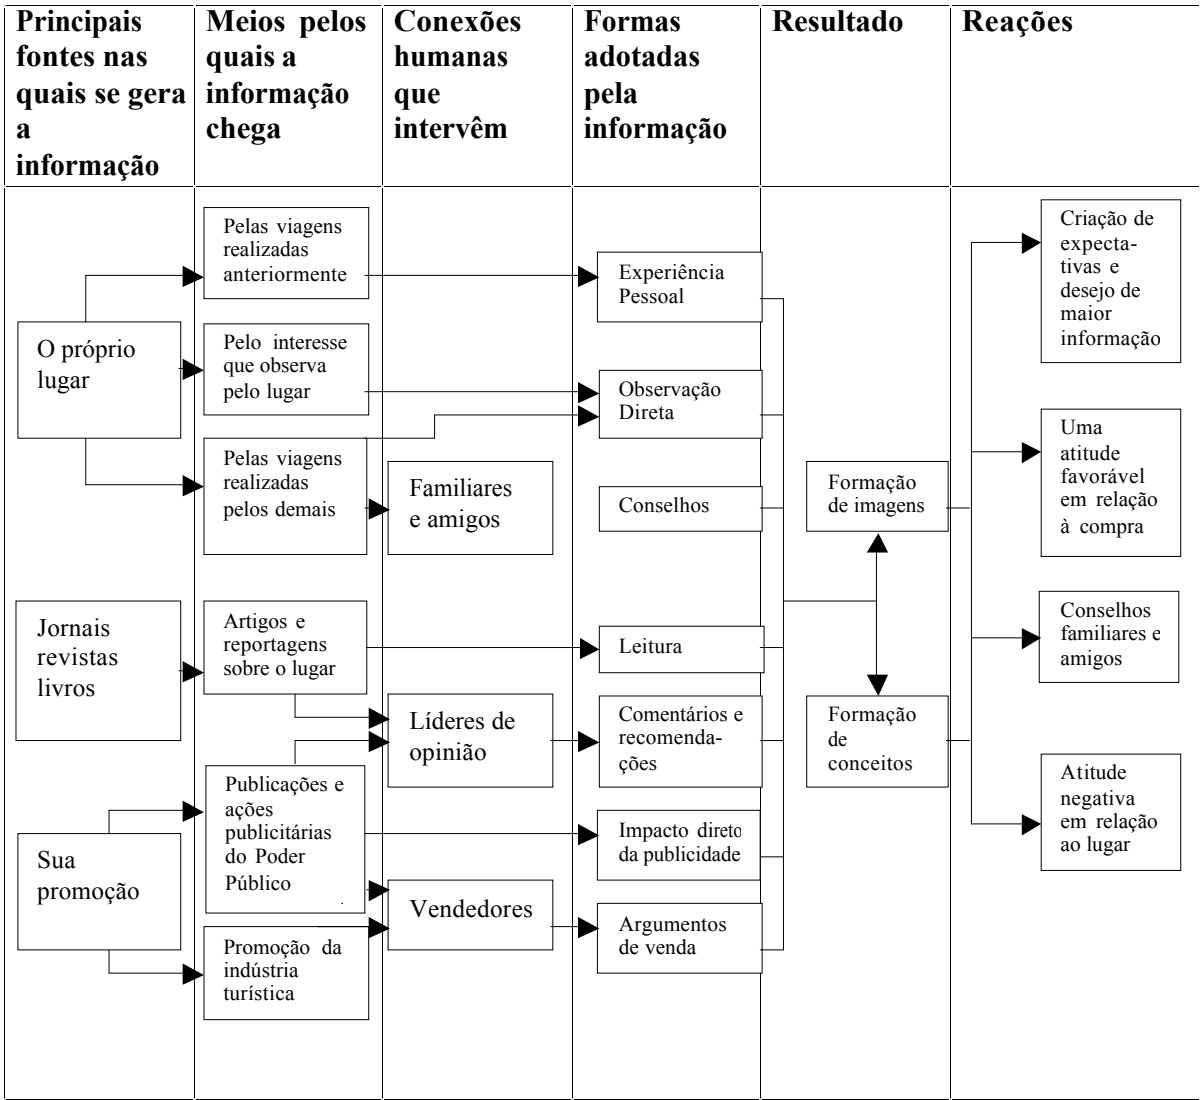 Principais
fontes nas
quais se gera
a
informação
Meios pelos
quais a
informação
chega
Conexões
humanas
que
intervêm
Formas
adotadas
pela
informação
Resultado
Reações
O próprio
lugar
Jornais
revistas
livros
Sua
promoção
Pelas viagens
realizadas
anteriormente
Pelo interesse
que observa
pelo lugar
Pelas viagens
realizadas
pelos demais
Artigos e
reportagens
sobre o lugar
Publicações e
ações
publicitárias
do Poder
Público
Promoção da
indústria
turística
Familiares
e amigos
Líderes de
opinião
Vendedores
Experiência
Pessoal
Observação
Direta
Conselhos
Leitura
Comentários e
recomenda-
ções
Impacto direto
da publicidade
Argumentos
de venda
Formação
de imagens
Formação
de
conceitos
Criação de
expecta-
tivas e
desejo de
maior
informação
Uma
atitude
favorável
em relação
à compra
Conselhos
familiares e
amigos
Atitude
negativa
em relação
ao lugar